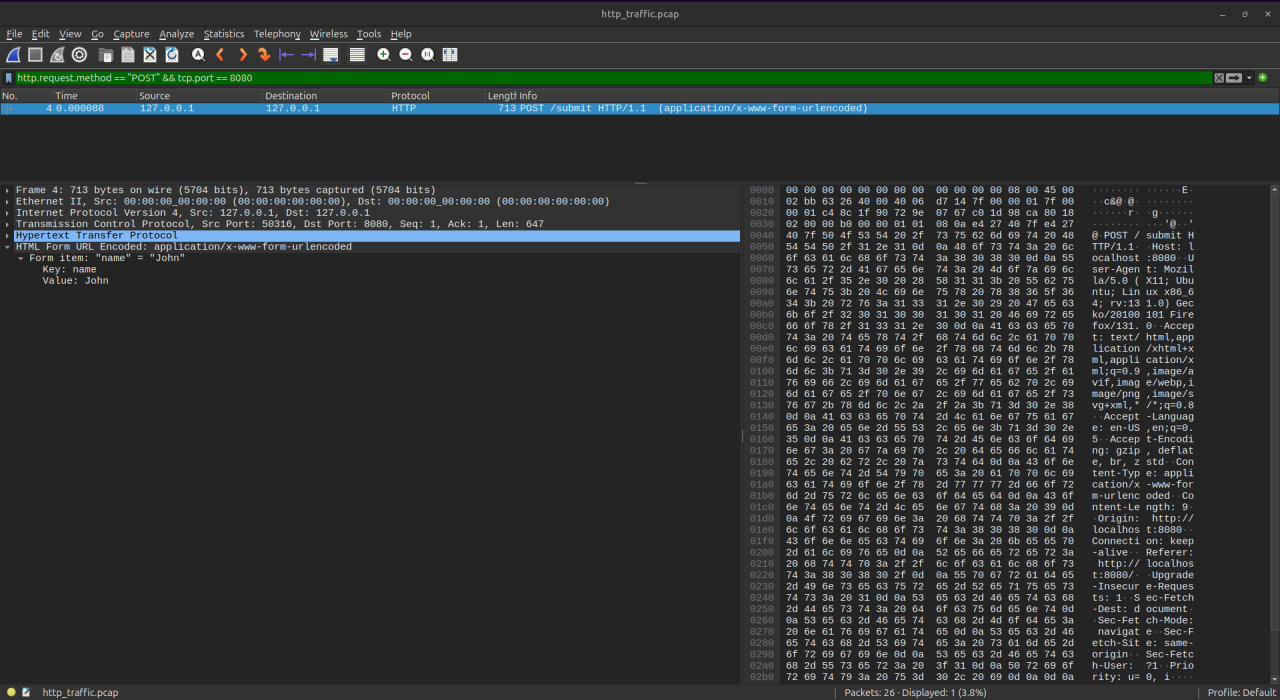 http_traffic.pcap
File Edit View Go Capture Analyze Statistics Telephony Wireless Tools Help
http.request.method == "POST" && tcp.port == 8080
No. Time Source Destination Protocol Length Info
4 0.000088 127.0.0.1 127.0.0.1 HTTP 713 POST /submit HTTP/1.1 (application/x-www-form-urlencoded)
Frame 4: 713 bytes on wire (5704 bits), 713 bytes captured (5704 bits)
Ethernet II, Src: 00:00:00_00:00:00 (00:00:00:00:00:00), Dst: 00:00:00_00:00:00 (00:00:00:00:00:00)
Internet Protocol Version 4, Src: 127.0.0.1, Dst: 127.0.0.1
Transmission Control Protocol, Src Port: 50316, Dst Port: 8080, Seq: 1, Ack: 1, Len: 647
Hypertext Transfer Protocol
HTML Form URL Encoded: application/x-www-form-urlencoded
Form item: "name" = "John"
Key: name
Value: John
0000 00 00 00 00 00 00 00 00 00 00 00 00 08 00 45 00 ········ ······E·
0010 02 bb 63 26 40 00 40 06 d7 14 7f 00 00 01 7f 00 ··c&@·@· ········
0020 00 01 c4 8c 1f 90 72 9e 07 67 c0 1d 98 ca 80 18 ······r· ·g······
0030 02 00 00 b0 00 00 01 01 08 0a e4 27 40 7f e4 27 ········ ···'@··'
0040 40 7f 50 4f 53 54 20 2f 73 75 62 6d 69 74 20 48 @·POST / submit H
0050 54 54 50 2f 31 2e 31 0d 0a 48 6f 73 74 3a 20 6c TTP/1.1· ·Host: l
0060 6f 63 61 6c 68 6f 73 74 3a 38 30 38 30 0d 0a 55 ocalhost :8080··U
0070 73 65 72 2d 41 67 65 6e 74 3a 20 4d 6f 7a 69 6c ser-Agen t: Mozil
0080 6c 61 2f 35 2e 30 20 28 58 31 31 3b 20 55 62 75 la/5.0 ( X11; Ubu
0090 6e 74 75 3b 20 4c 69 6e 75 78 20 78 38 36 5f 36 ntu; Lin ux x86_6
00a0 34 3b 20 72 76 3a 31 33 31 2e 30 29 20 47 65 63 4; rv:13 1.0) Gec
00b0 6b 6f 2f 32 30 31 30 30 31 30 31 20 46 69 72 65 ko/20100 101 Fire
00c0 66 6f 78 2f 31 33 31 2e 30 0d 0a 41 63 63 65 70 fox/131. 0··Accep
00d0 74 3a 20 74 65 78 74 2f 68 74 6d 6c 2c 61 70 70 t: text/ html,app
00e0 6c 69 63 61 74 69 6f 6e 2f 78 68 74 6d 6c 2b 78 lication /xhtml+x
00f0 6d 6c 2c 61 70 70 6c 69 63 61 74 69 6f 6e 2f 78 ml,appli cation/x
0100 6d 6c 3b 71 3d 30 2e 39 2c 69 6d 61 67 65 2f 61 ml;q=0.9 ,image/a
0110 76 69 66 2c 69 6d 61 67 65 2f 77 65 62 70 2c 69 vif,imag e/webp,i
0120 6d 61 67 65 2f 70 6e 67 2c 69 6d 61 67 65 2f 73 mage/png ,image/s
0130 76 67 2b 78 6d 6c 2c 2a 2f 2a 3b 71 3d 30 2e 38 vg+xml,* /*;q=0.8
0140 0d 0a 41 63 63 65 70 74 2d 4c 61 6e 67 75 61 67 ··Accept -Languag
0150 65 3a 20 65 6e 2d 55 53 2c 65 6e 3b 71 3d 30 2e e: en-US ,en;q=0.
0160 35 0d 0a 41 63 63 65 70 74 2d 45 6e 63 6f 64 69 5··Accep t-Encodi
0170 6e 67 3a 20 67 7a 69 70 2c 20 64 65 66 6c 61 74 ng: gzip , deflat
0180 65 2c 20 62 72 2c 20 7a 73 74 64 0d 0a 43 6f 6e e, br, z std··Con
0190 74 65 6e 74 2d 54 79 70 65 3a 20 61 70 70 6c 69 tent-Typ e: appli
01a0 63 61 74 69 6f 6e 2f 78 2d 77 77 77 2d 66 6f 72 cation/x -www-for
01b0 6d 2d 75 72 6c 65 6e 63 6f 64 65 64 0d 0a 43 6f m-urlenc oded··Co
01c0 6e 74 65 6e 74 2d 4c 65 6e 67 74 68 3a 20 39 0d ntent-Le ngth: 9·
01d0 0a 4f 72 69 67 69 6e 3a 20 68 74 74 70 3a 2f 2f ·Origin: http://
01e0 6c 6f 63 61 6c 68 6f 73 74 3a 38 30 38 30 0d 0a localhos t:8080··
01f0 43 6f 6e 6e 65 63 74 69 6f 6e 3a 20 6b 65 65 70 Connecti on: keep
0200 2d 61 6c 69 76 65 0d 0a 52 65 66 65 72 65 72 3a -alive·· Referer:
0210 20 68 74 74 70 3a 2f 2f 6c 6f 63 61 6c 68 6f 73 http:// localhos
0220 74 3a 38 30 38 30 2f 0d 0a 55 70 67 72 61 64 65 t:8080/· ·Upgrade
0230 2d 49 6e 73 65 63 75 72 65 2d 52 65 71 75 65 73 -Insecur e-Reques
0240 74 73 3a 20 31 0d 0a 53 65 63 2d 46 65 74 63 68 ts: 1··S ec-Fetch
0250 2d 44 65 73 74 3a 20 64 6f 63 75 6d 65 6e 74 0d -Dest: d ocument·
0260 0a 53 65 63 2d 46 65 74 63 68 2d 4d 6f 64 65 3a ·Sec-Fet ch-Mode:
0270 20 6e 61 76 69 67 61 74 65 0d 0a 53 65 63 2d 46 navigat e··Sec-F
0280 65 74 63 68 2d 53 69 74 65 3a 20 73 61 6d 65 2d etch-Sit e: same-
0290 6f 72 69 67 69 6e 0d 0a 53 65 63 2d 46 65 74 63 origin·· Sec-Fetc
02a0 68 2d 55 73 65 72 3a 20 3f 31 0d 0a 50 72 69 6f h-User: ?1··Prio
02b0 72 69 74 79 3a 20 75 3d 30 2c 20 69 0d 0a 0d 0a rity: u= 0, i····
http_traffic.pcap Packets: 26 · Displayed: 1 (3.8%) Profile: Default